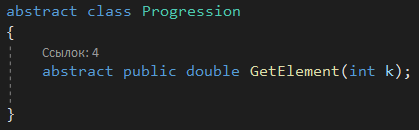 abstract class Progression
{
Ссылок: 4
abstract public double GetElement(int k);
}